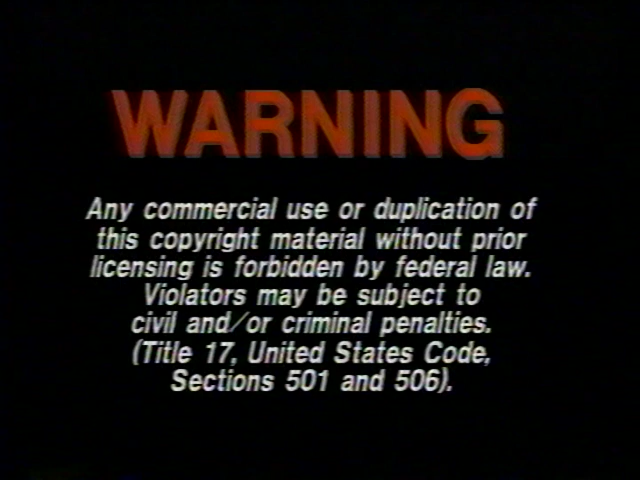 WARNING
Any commercial use or duplication of
this copyright material without prior
licensing is forbidden by federal law.
Violators may be subject to
civil and/or criminal penalties.
(Title 17, United States Code,
Sections 501 and 506).